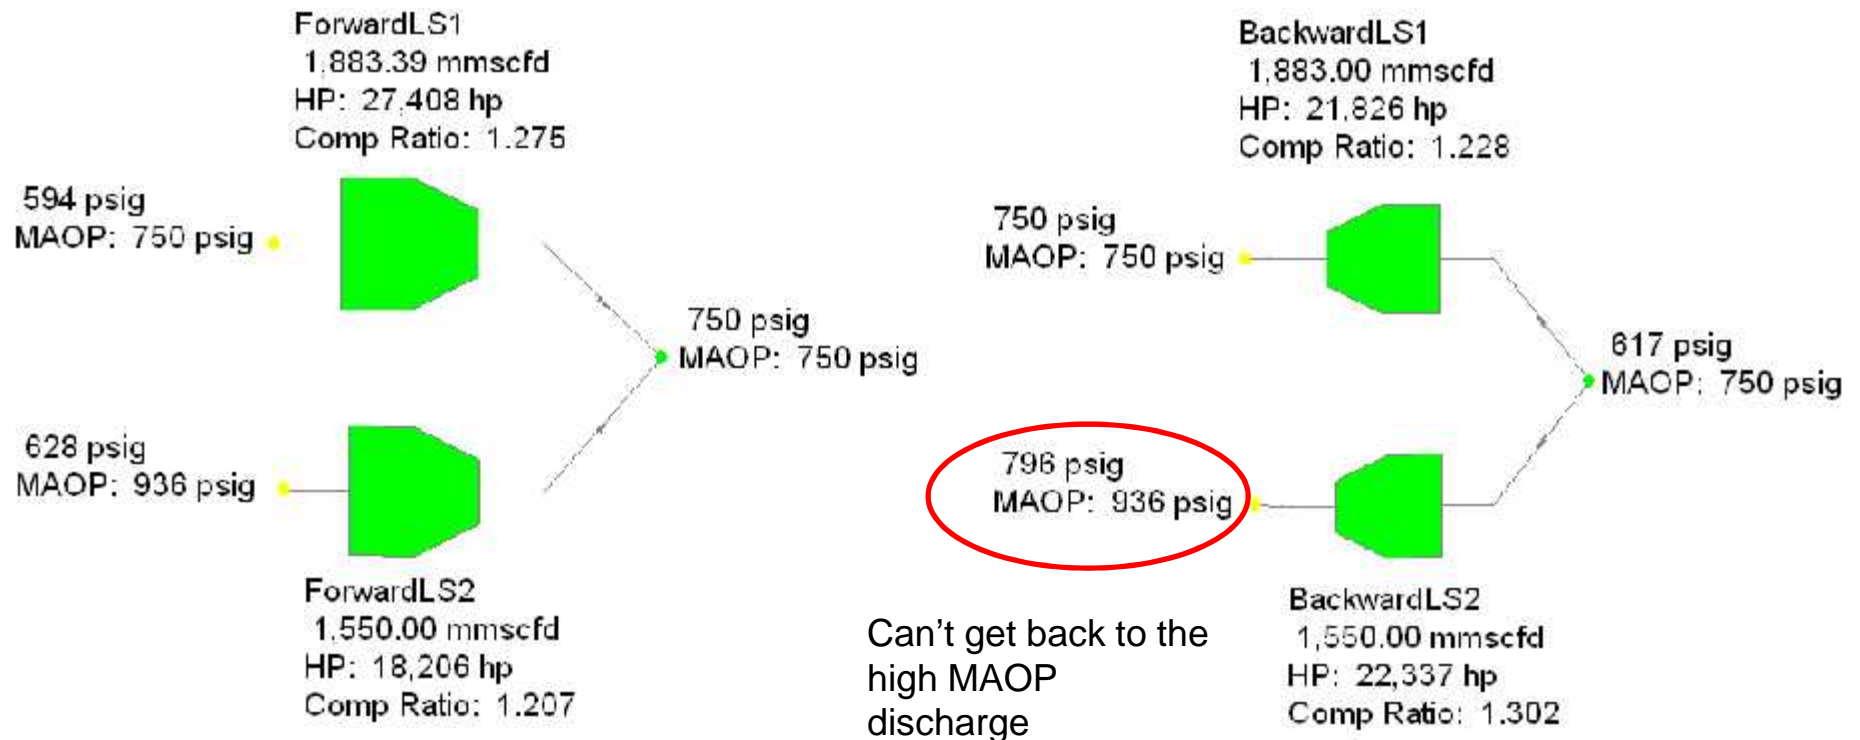 ForwardLS1
1,883.39 mmscfd
HP: 27,408 hp
Comp Ratio: 1.275
594 psig
MAOP: 750 psig
750 psig
MAOP: 750 psig
628 psig
MAOP: 936 psig
ForwardLS2
1,550.00 mmscfd
HP: 18,206 hp
Comp Ratio: 1.207
BackwardLS1
1,883.00 mmscfd
HP: 21,826 hp
Comp Ratio: 1.228
750 psig
MAOP: 750 psig
617 psig
MAOP: 750 psig
796 psig
MAOP: 936 psig
BackwardLS2
1,550.00 mmscfd
HP: 22,337 hp
Comp Ratio: 1.302
Can’t get back to the
high MAOP
discharge